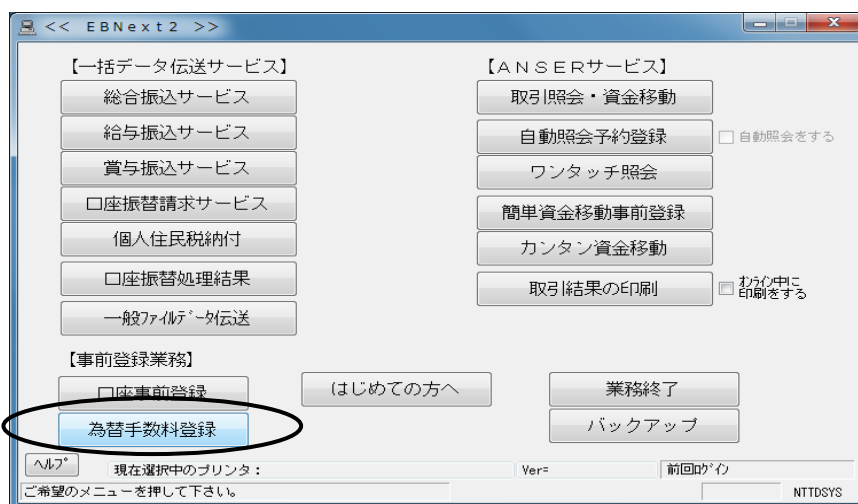 << EBNext2 >>
【一括データ伝送サービス】
総合振込サービス
給与振込サービス
賞与振込サービス
口座振替請求サービス
個人住民税納付
口座振替処理結果
一般ファイルデータ伝送
【ANSERサービス】
取引照会・資金移動
自動照会予約登録
自動照会をする
ワンタッチ照会
簡単資金移動事前登録
カンタン資金移動
取引結果の印刷
オンライン中に
印刷をする
【事前登録業務】
口座事前登録
為替手数料登録
はじめての方へ
業務終了
バックアップ
ヘルプ
現在選択中のプリンタ:
Ver=
前回ログイン
ご希望のメニューを押して下さい。
NTTDSYS